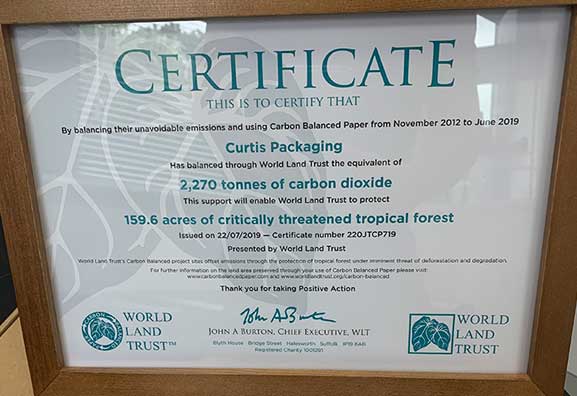 CERTIFICATE
THIS IS TO CERTIFY THAT
By balancing their unavoidable emissions and using Carbon Balanced Paper from November 2012 to June 2019
Curtis Packaging
Has balanced through World Land Trust the equivalent of
2,270 tonnes of carbon dioxide
This support will enable World Land Trust to protect
159.6 acres of critically threatened tropical forest
Issued on 22/07/2019 — Certificate number 220JTCP719
Presented by World Land Trust
World Land Trust's Carbon Balanced project sites offset emissions through the protection of tropical forest under imminent threat of deforestation and degradation.
For further information on the land area preserved through your use of Carbon Balanced Paper please visit:
www.carbonbalancedpaper.com and www.worldlandtrust.org/carbon-balanced
Thank you for taking Positive Action
John A Burton
JOHN A BURTON, CHIEF EXECUTIVE, WLT
Blyth House Bridge Street Halesworth Suffolk IP19 8AB
Registered Charity 1001291
CARBON BALANCED PAPER
WORLD
LAND
TRUST™
WORLD
LAND
TRUST